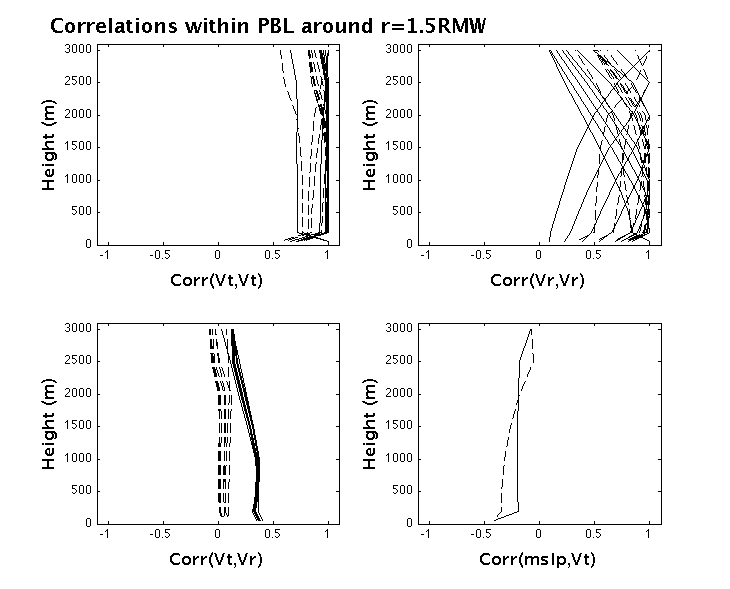 Correlations within PBL around r=1.5RMW
3000
2500
2000
1500
1000
500
0
Height (m)
-1 -0.5 0 0.5 1
Corr(Vt,Vt)
3000
2500
2000
1500
1000
500
0
Height (m)
-1 -0.5 0 0.5 1
Corr(Vr,Vr)
3000
2500
2000
1500
1000
500
0
Height (m)
-1 -0.5 0 0.5 1
Corr(Vt,Vr)
3000
2500
2000
1500
1000
500
0
Height (m)
-1 -0.5 0 0.5 1
Corr(mslp,Vt)